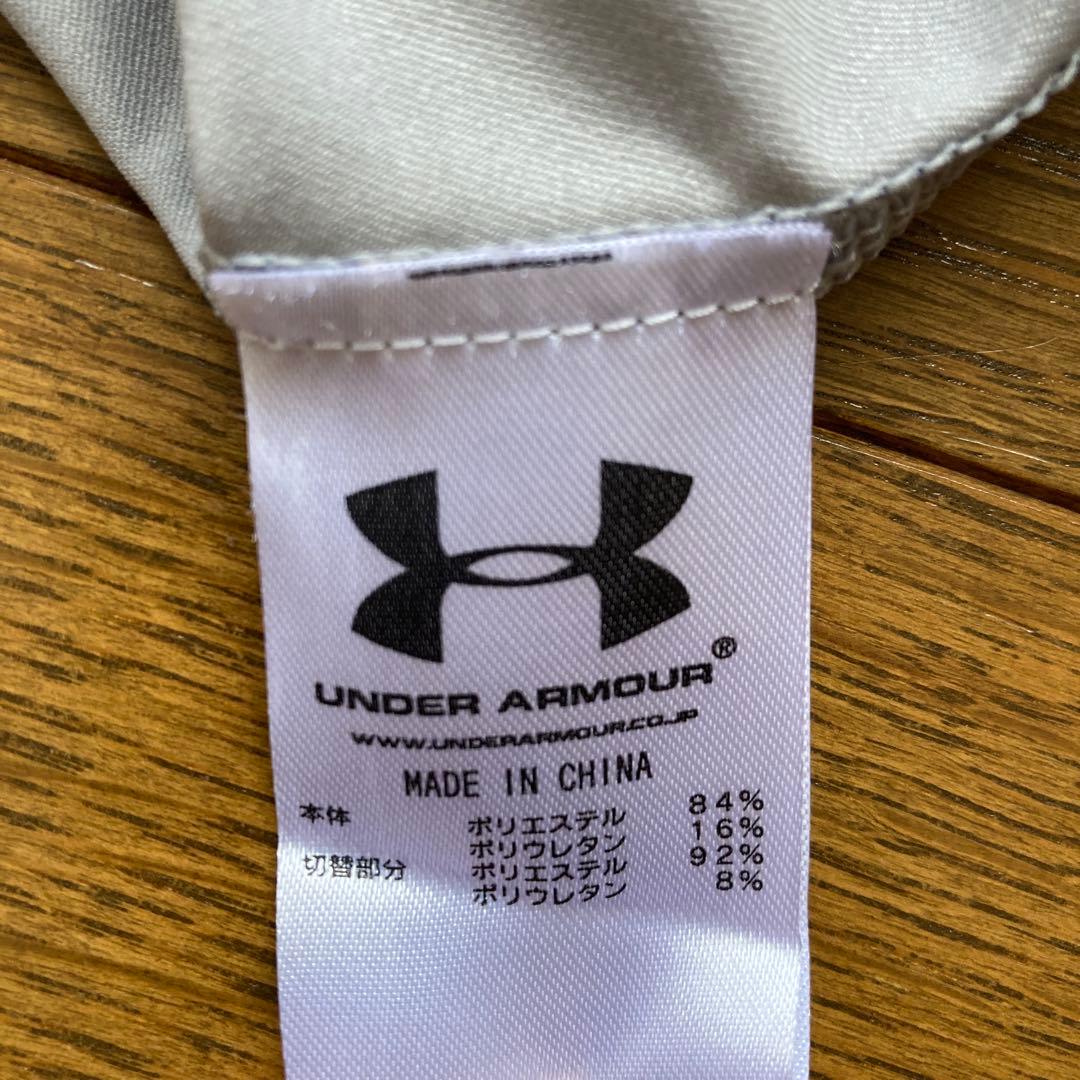 UNDER ARMOUR®
WWW.UNDERARMOUR.CO.JP
MADE IN CHINA
本体 ポリエステル 84%
ポリウレタン 16%
切替部分 ポリエステル 92%
ポリウレタン 8%